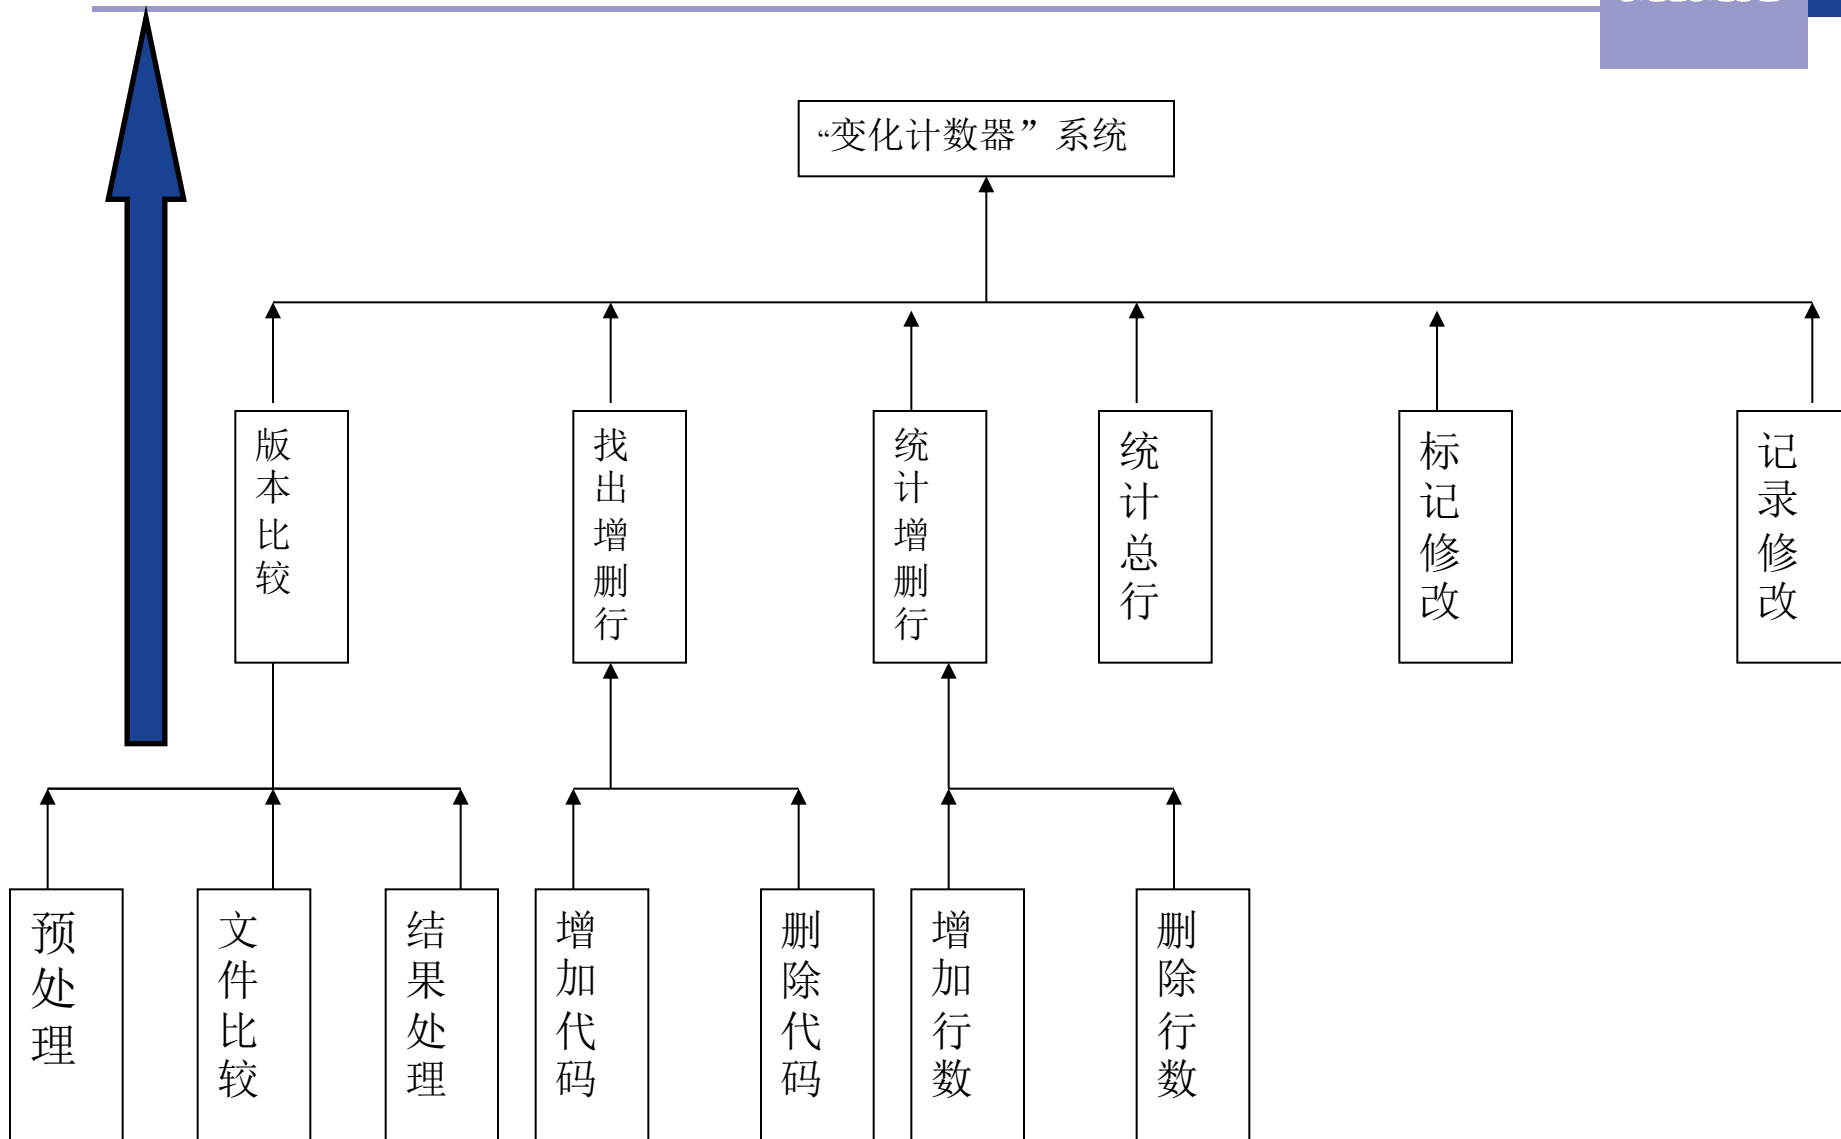 “变化计数器”系统
版本比较
找出增删行
统计增删行
统计总行
标记修改
记录修改
预处理
文件比较
结果处理
增加代码
删除代码
增加行数
删除行数